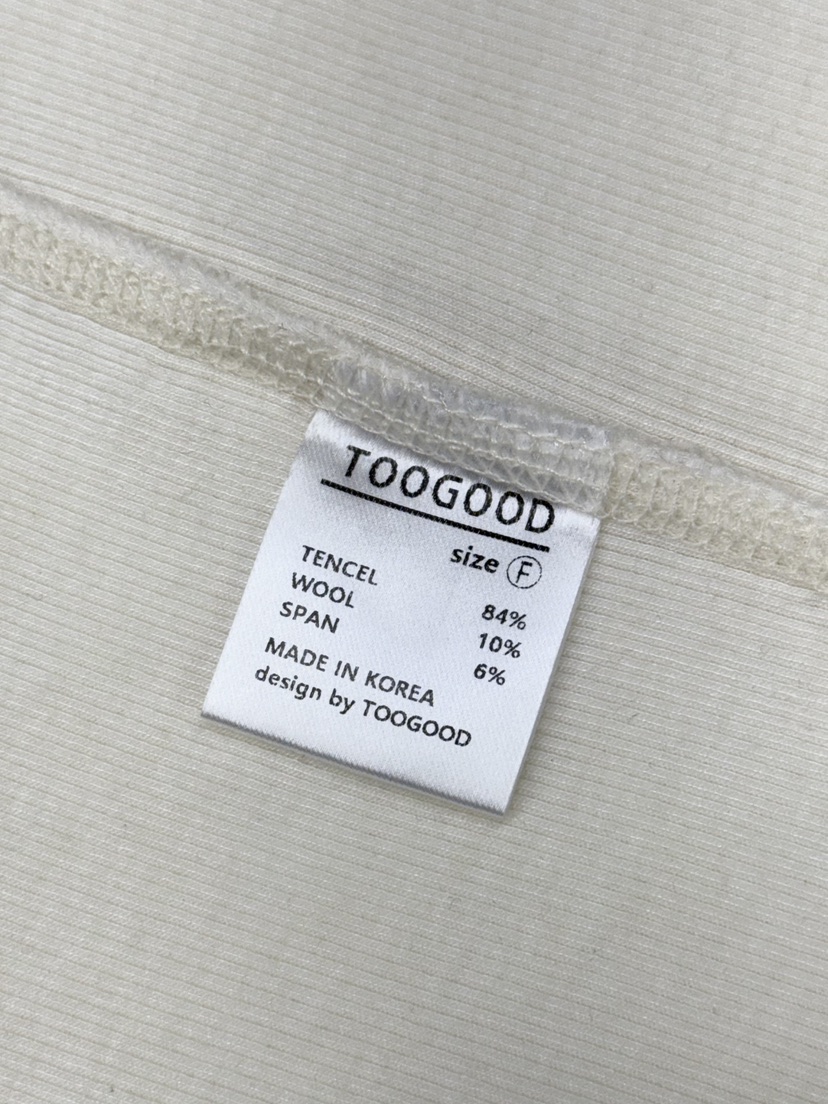 TOOGOOD
size Ⓕ
TENCEL 84%
WOOL 10%
SPAN 6%
MADE IN KOREA
design by TOOGOOD